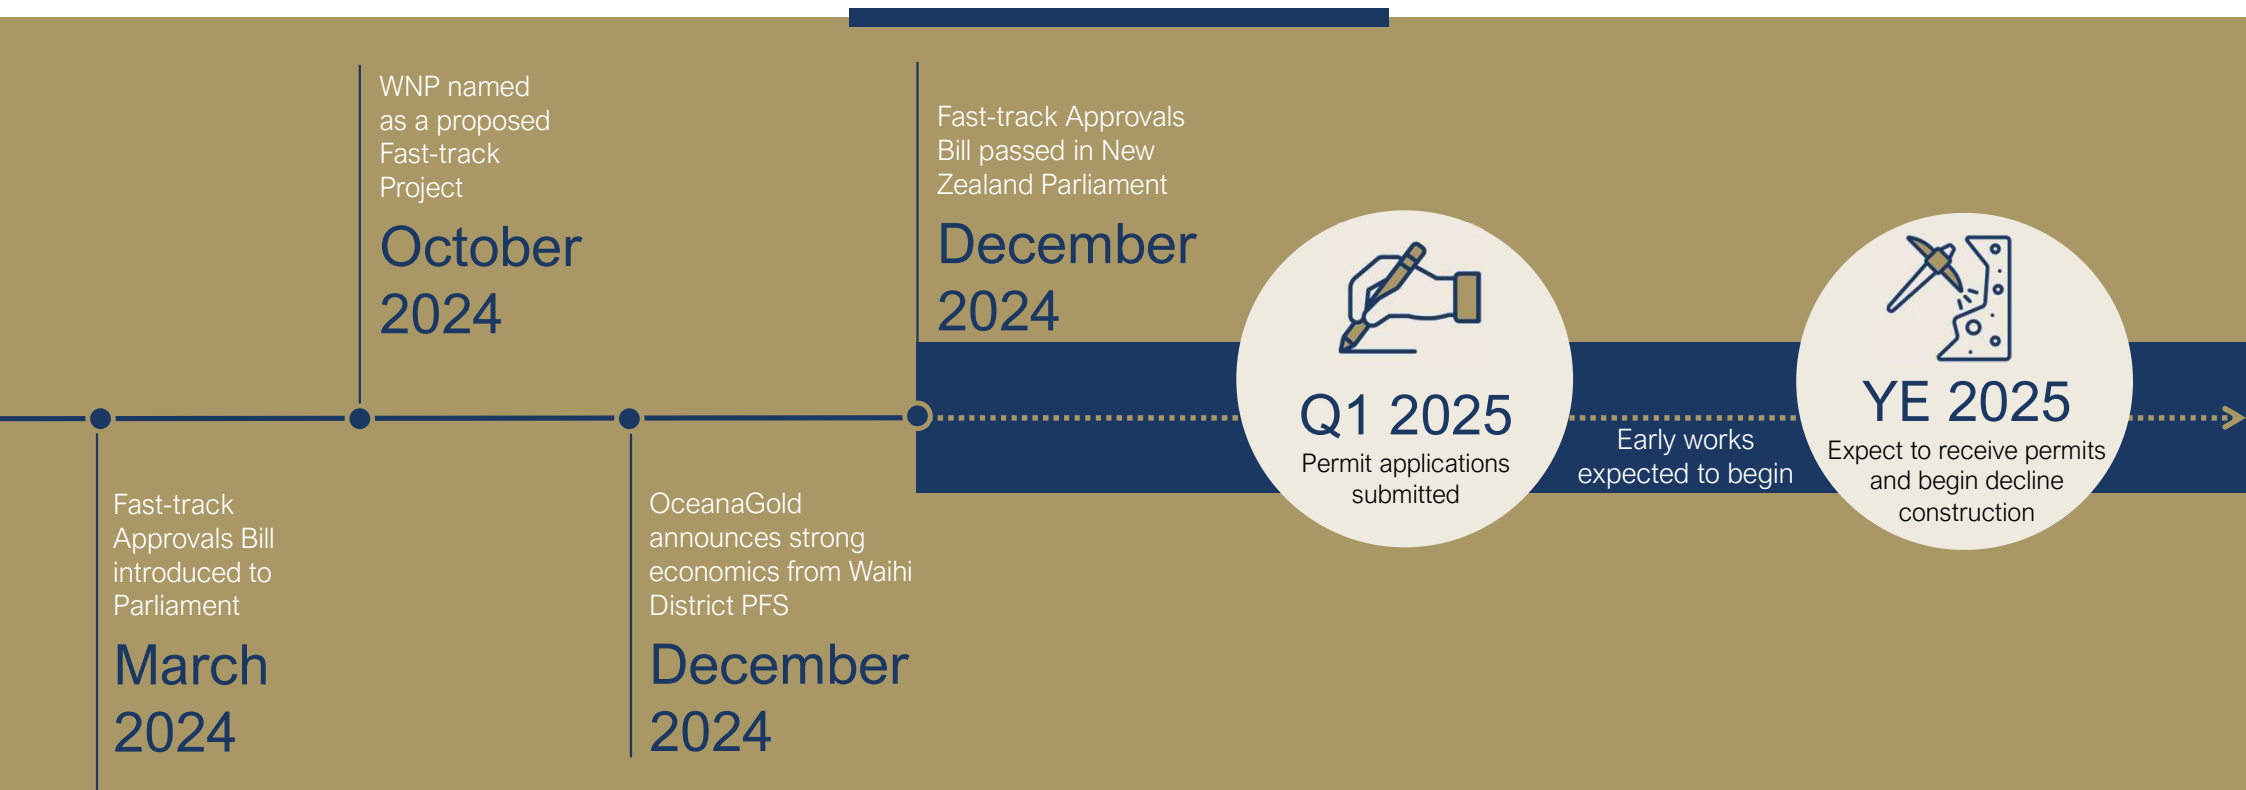 WNP named
as a proposed
Fast-track
Project
October
2024
Fast-track Approvals
Bill passed in New
Zealand Parliament
December
2024
Q1 2025
Permit applications
submitted
Early works
expected to begin
YE 2025
Expect to receive permits
and begin decline
construction
Fast-track
Approvals Bill
introduced to
Parliament
March
2024
OceanaGold
announces strong
economics from Waihi
District PFS
December
2024